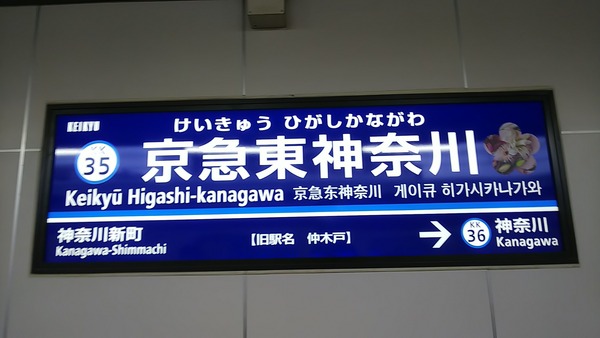 KEIKYU
けいきゅう ひがしかながわ
KK
35
京急東神奈川
Keikyū Higashi-kanagawa 京急东神奈川 게이큐 히가시카나가와
神奈川新町
Kanagawa-Shimmachi
【旧駅名 仲木戸】
→
KK
36
神奈川
Kanagawa